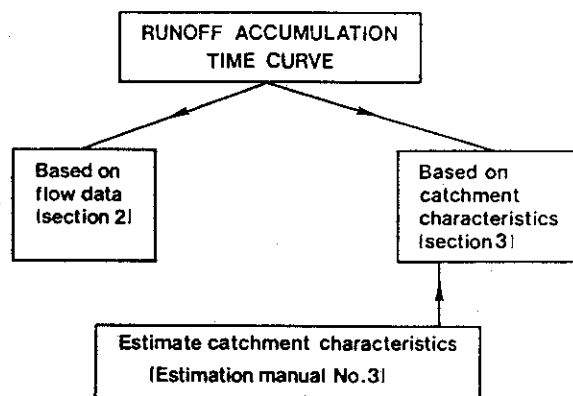 RUNOFF ACCUMULATION
TIME CURVE
Based on
flow data
(section 2)
Based on
catchment
characteristics
(section 3)
Estimate catchment characteristics
(Estimation manual No.3)